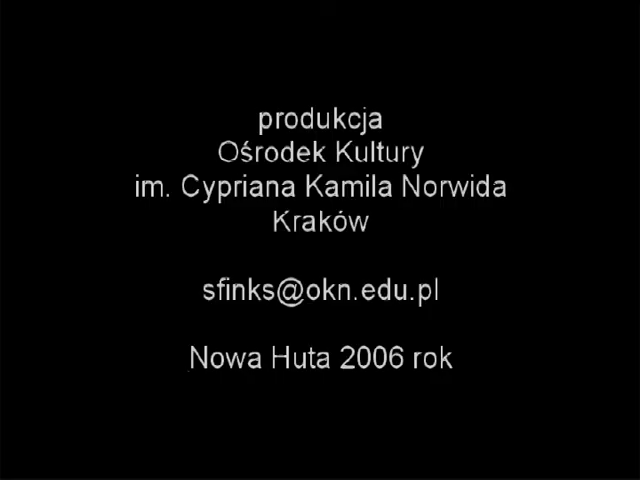 produkcja
Ośrodek Kultury
im. Cypriana Kamila Norwida
Kraków
sfinks@okn.edu.pl
Nowa Huta 2006 rok